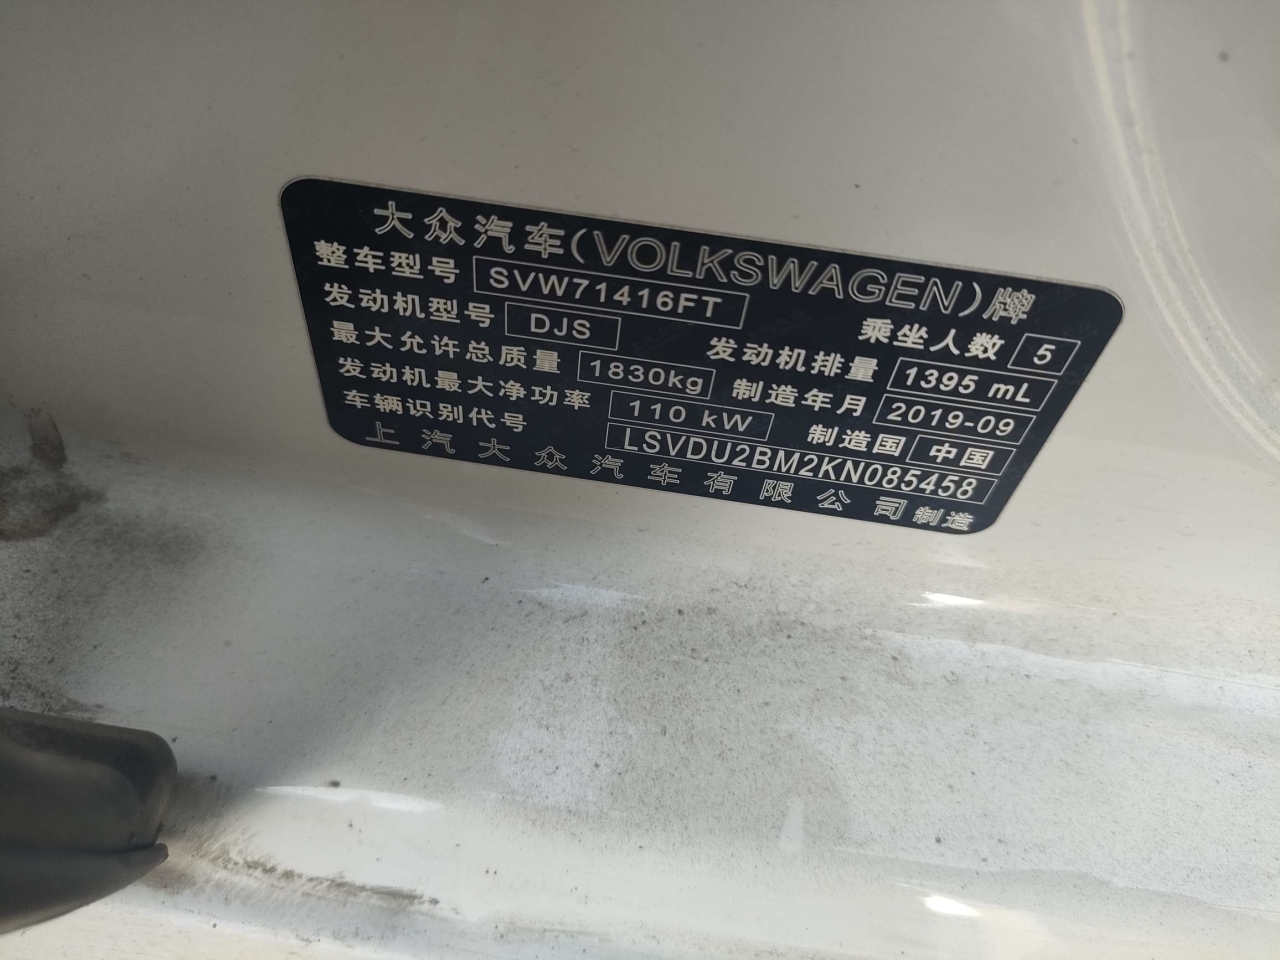 大众汽车(VOLKSWAGEN)牌
整车型号 SVW71416FT 乘坐人数 5
发动机型号 DJS 发动机排量 1395 mL
最大允许总质量 1830kg 制造年月 2019-09
发动机最大净功率 110 kW 制造国 中国
车辆识别代号 LSVDU2BM2KN085458
上汽大众汽车有限公司制造